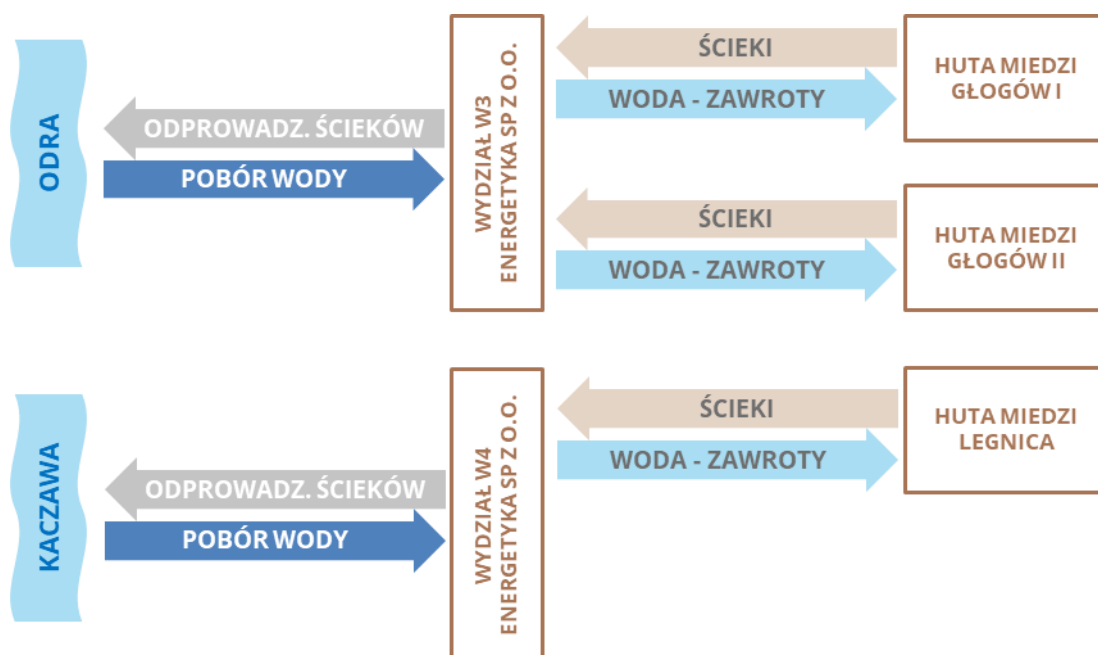 ODRA
ODPROWADZ. ŚCIEKÓW
POBÓR WODY
WYDZIAŁ W3
ENERGETYKA SP Z O.O.
ŚCIEKI
WODA - ZAWROTY
HUTA MIEDZI
GŁOGÓW I
ŚCIEKI
WODA - ZAWROTY
HUTA MIEDZI
GŁOGÓW II
KACZAWA
ODPROWADZ. ŚCIEKÓW
POBÓR WODY
WYDZIAŁ W4
ENERGETYKA SP Z O.O.
ŚCIEKI
WODA - ZAWROTY
HUTA MIEDZI
LEGNICA